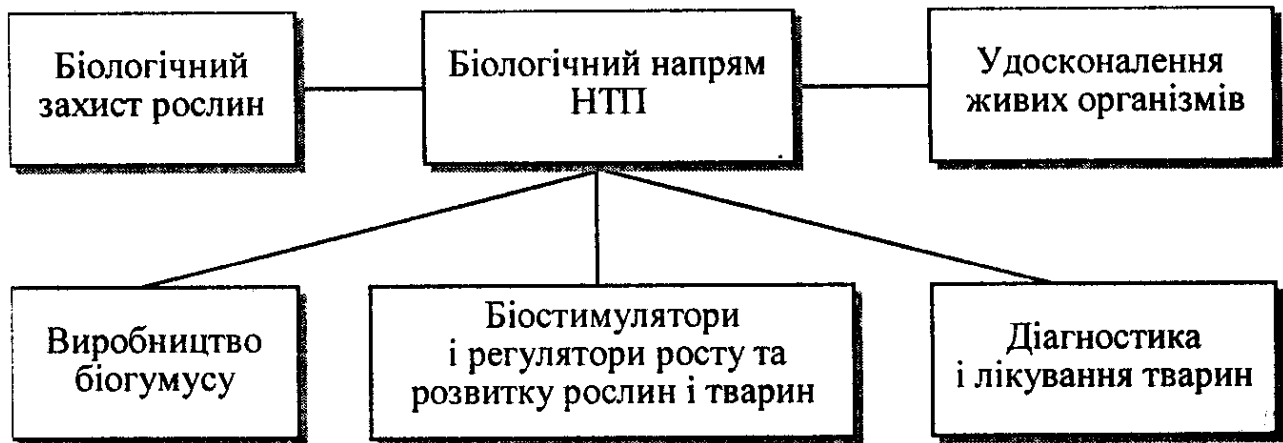 Біологічний
захист рослин
Біологічний напрям
НТП
Удосконалення
живих організмів
Виробництво
біогумусу
Біостимулятори
і регулятори росту та
розвитку рослин і тварин
Діагностика
і лікування тварин